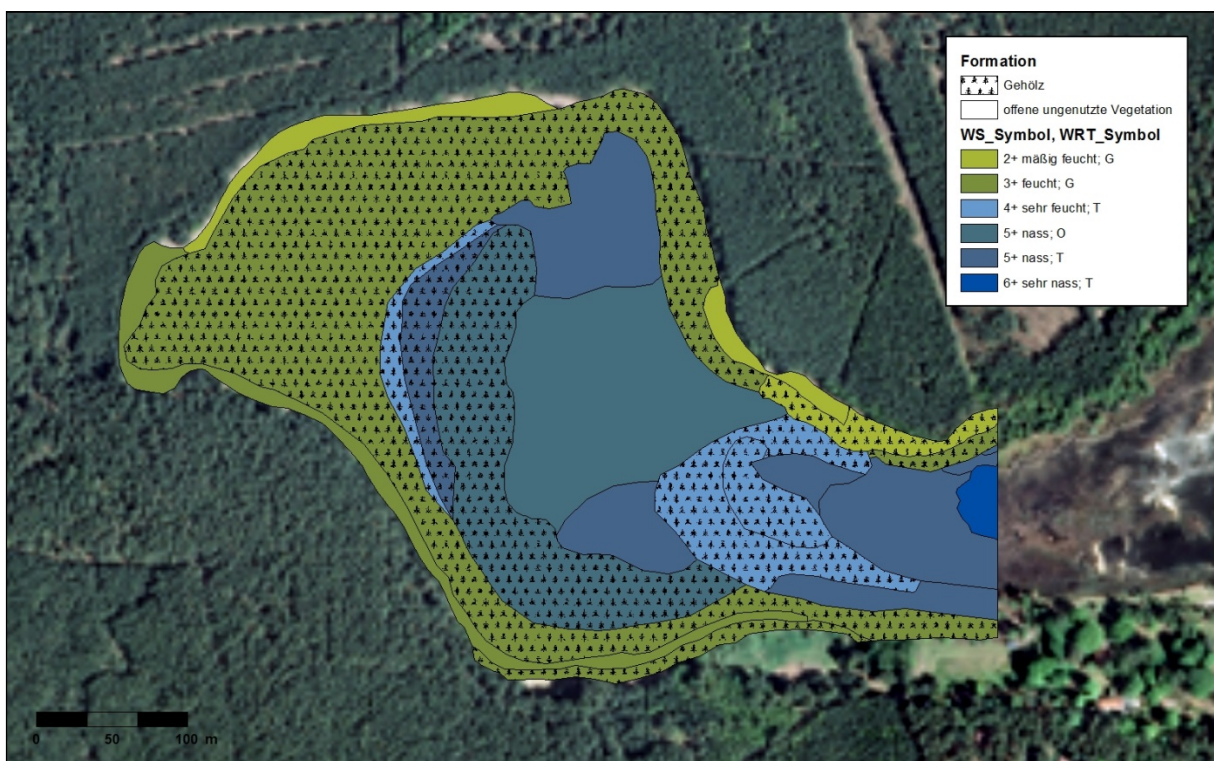 Formation
Gehölz
offene ungenutzte Vegetation
WS_Symbol, WRT_Symbol
2+ mäßig feucht; G
3+ feucht; G
4+ sehr feucht; T
5+ nass; O
5+ nass; T
6+ sehr nass; T
0 50 100 m